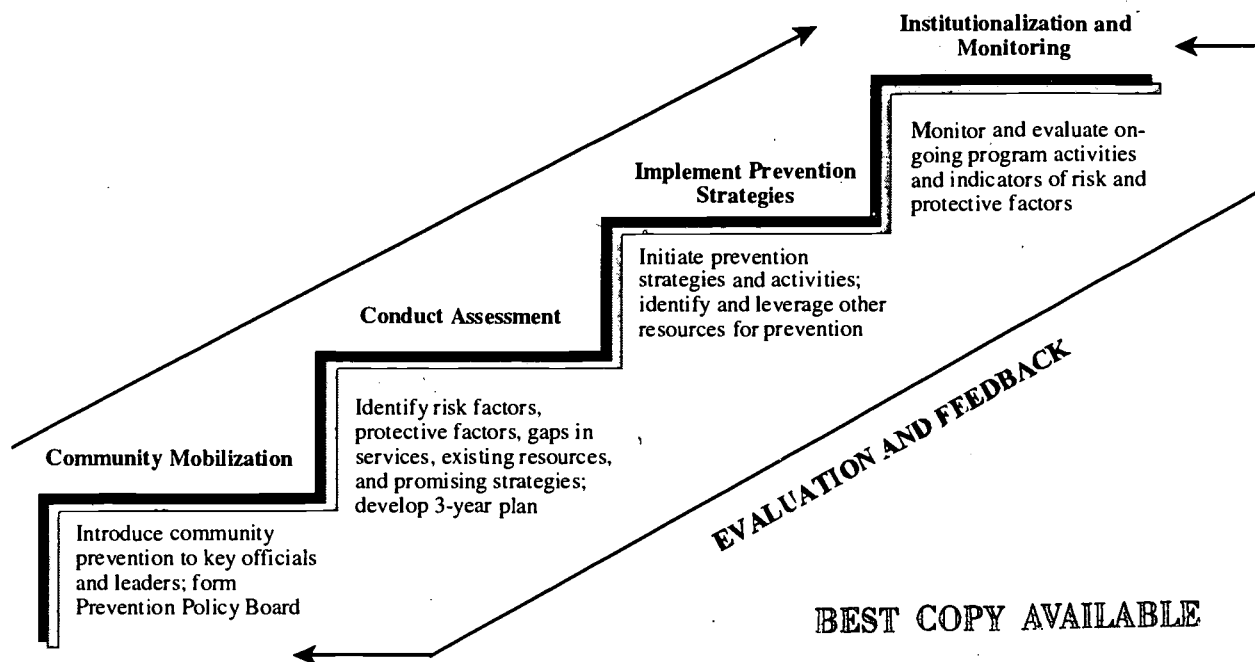 Institutionalization and
Monitoring
Monitor and evaluate on-
going program activities
and indicators of risk and
protective factors
Implement Prevention
Strategies
Initiate prevention
strategies and activities;
identify and leverage other
resources for prevention
Conduct Assessment
Identify risk factors,
protective factors, gaps in
services, existing resources,
and promising strategies;
develop 3-year plan
Community Mobilization
Introduce community
prevention to key officials
and leaders; form
Prevention Policy Board
EVALUATION AND FEEDBACK
BEST COPY AVAILABLE